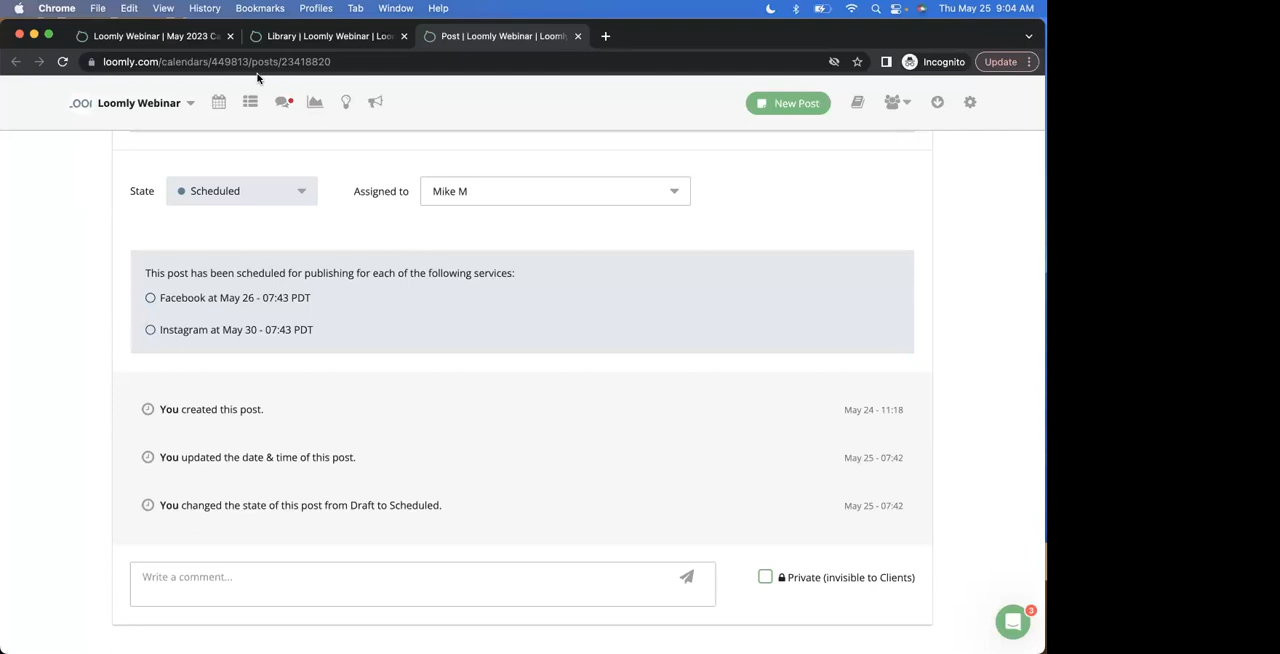 Chrome File Edit View History Bookmarks Profiles Tab Window Help Thu May 25 9:04 AM
Loomly Webinar | May 2023 Ca Library | Loomly Webinar | Loo Post | Loomly Webinar | Loomly
loomly.com/calendars/449813/posts/23418820 Incognito Update
.OOI Loomly Webinar New Post
State Scheduled Assigned to Mike M
This post has been scheduled for publishing for each of the following services:
Facebook at May 26 - 07:43 PDT
Instagram at May 30 - 07:43 PDT
You created this post. May 24 - 11:18
You updated the date & time of this post. May 25 - 07:42
You changed the state of this post from Draft to Scheduled. May 25 - 07:42
Write a comment... Private (invisible to Clients)
3